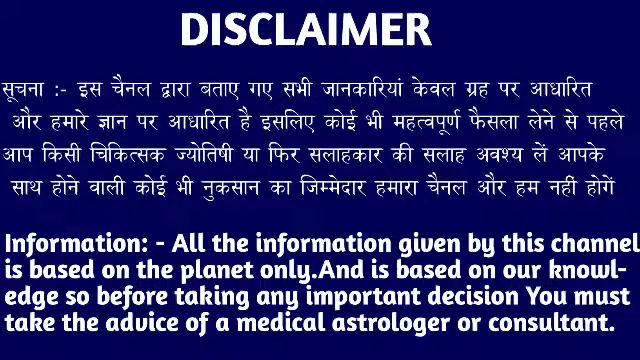 DISCLAIMER
सूचना :- इस चैनल द्वारा बताए गए सभी जानकारियां केवल ग्रह पर आधारित
और हमारे ज्ञान पर आधारित है इसलिए कोई भी महत्वपूर्ण फैसला लेने से पहले
आप किसी चिकित्सक ज्योतिषी या फिर सलाहकार की सलाह अवश्य लें आपके
साथ होने वाली कोई भी नुकसान का जिम्मेदार हमारा चैनल और हम नहीं होगें
Information: - All the information given by this channel
is based on the planet only.And is based on our knowl-
edge so before taking any important decision You must
take the advice of a medical astrologer or consultant.